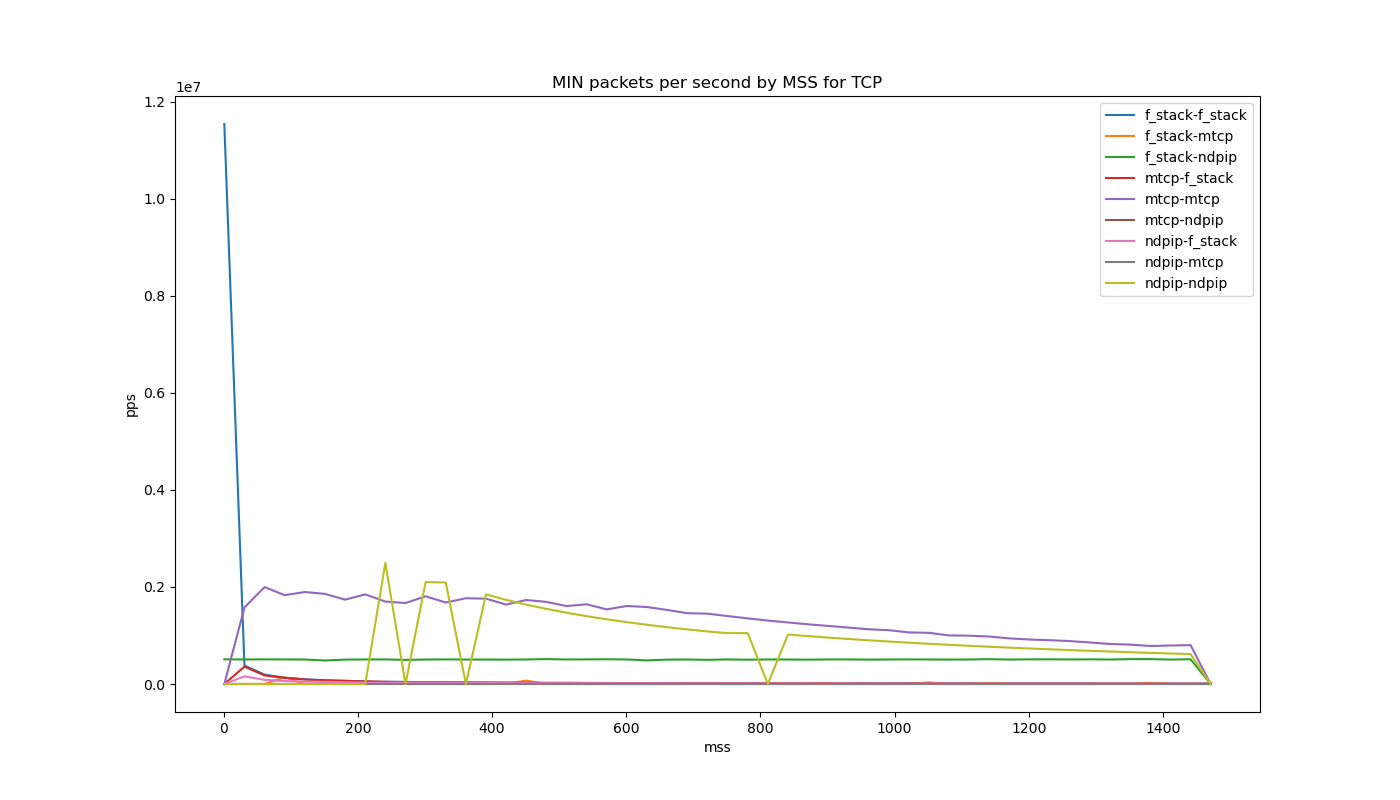 MIN packets per second by MSS for TCP
1e7
1.2
1.0
0.8
0.6
0.4
0.2
0.0
pps
0 200 400 600 800 1000 1200 1400
mss
f_stack-f_stack
f_stack-mtcp
f_stack-ndpip
mtcp-f_stack
mtcp-mtcp
mtcp-ndpip
ndpip-f_stack
ndpip-mtcp
ndpip-ndpip